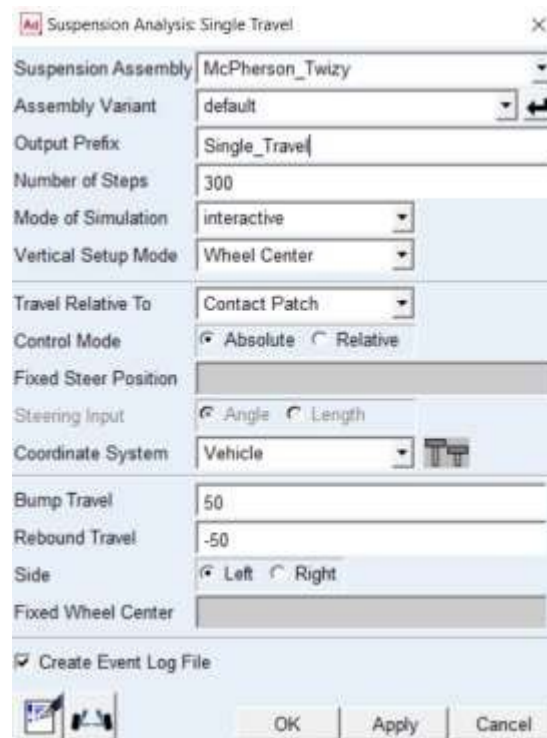 Ad Suspension Analysis: Single Travel
Suspension Assembly McPherson_Twizy
Assembly Variant default
Output Prefix Single_Travel
Number of Steps 300
Mode of Simulation interactive
Vertical Setup Mode Wheel Center
Travel Relative To Contact Patch
Control Mode Absolute Relative
Fixed Steer Position
Steering Input Angle Length
Coordinate System Vehicle
Bump Travel 50
Rebound Travel -50
Side Left Right
Fixed Wheel Center
Create Event Log File
OK Apply Cancel